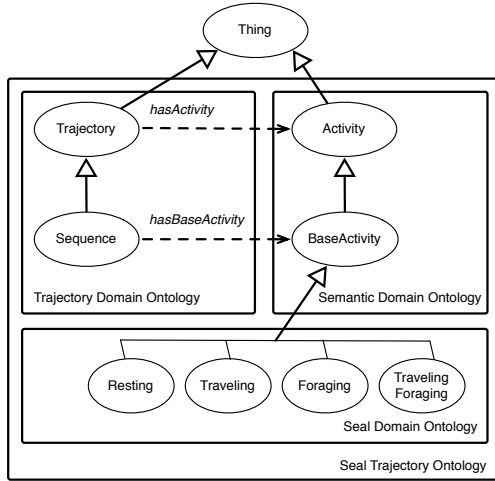 Thing
hasActivity
Trajectory
Activity
hasBaseActivity
Sequence
BaseActivity
Trajectory Domain Ontology
Semantic Domain Ontology
Resting
Traveling
Foraging
Traveling
Foraging
Seal Domain Ontology
Seal Trajectory Ontology